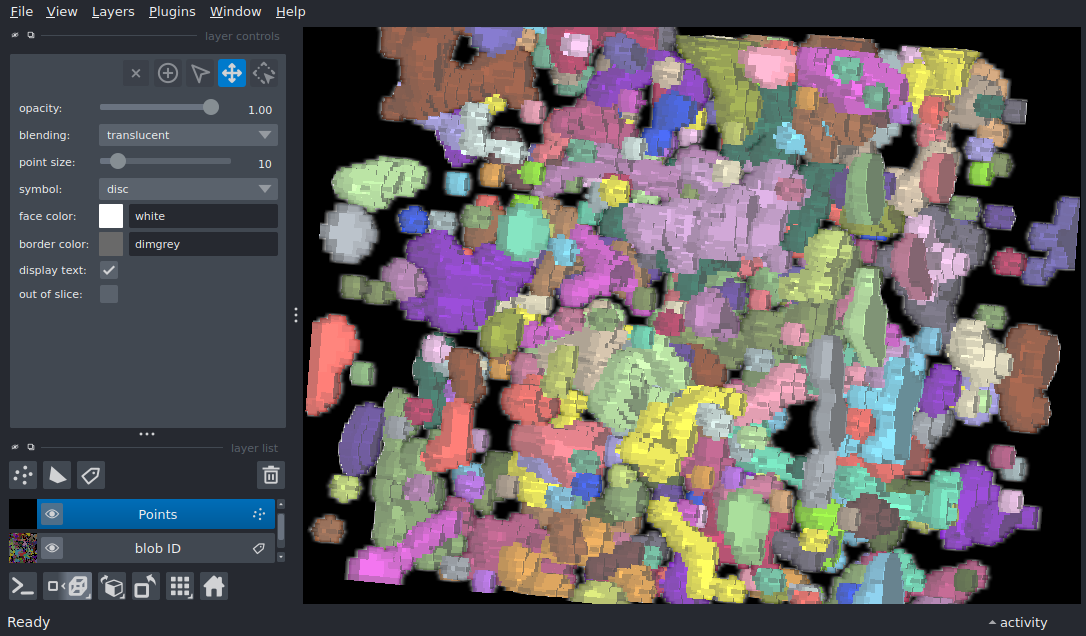 File View Layers Plugins Window Help
layer controls
opacity: 1.00
blending: translucent
point size: 10
symbol: disc
face color: white
border color: dimgrey
display text:
out of slice:
layer list
Points
blob ID
Ready
activity